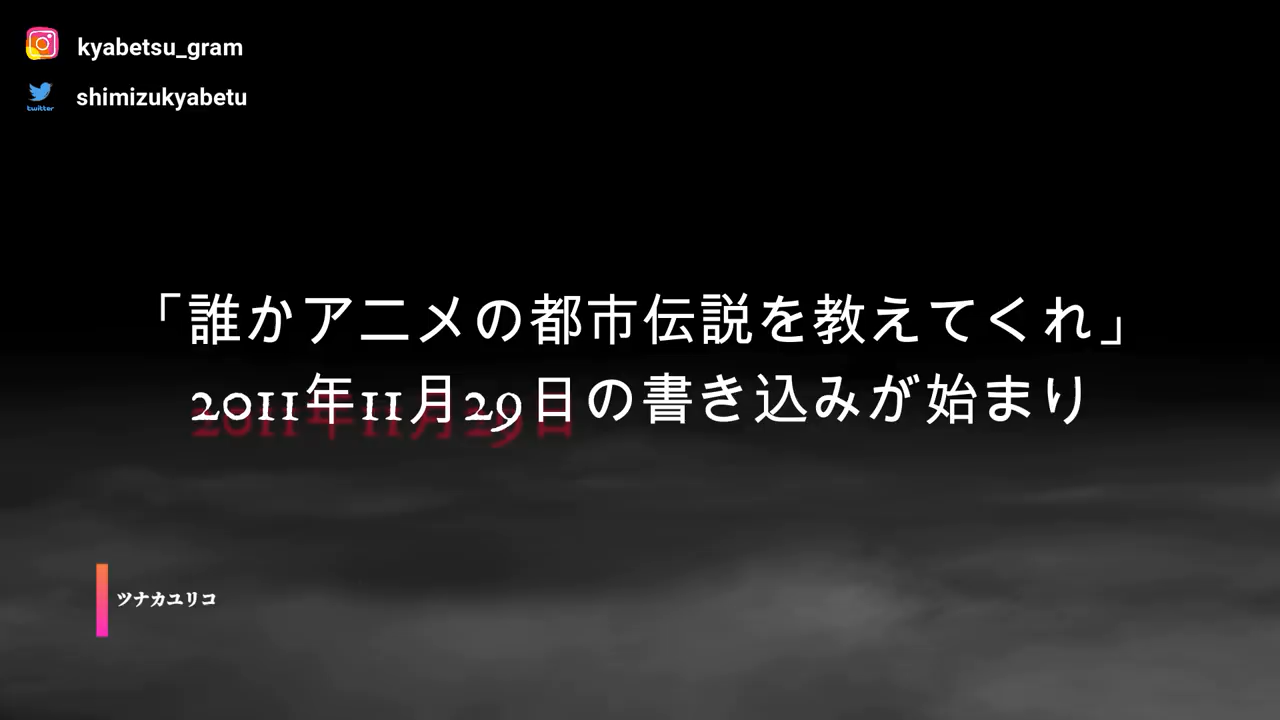 kyabetsu_gram
twitter
shimizukyabetu
「誰かアニメの都市伝説を教えてくれ」
2011年11月29日の書き込みが始まり
ツナカユリコ